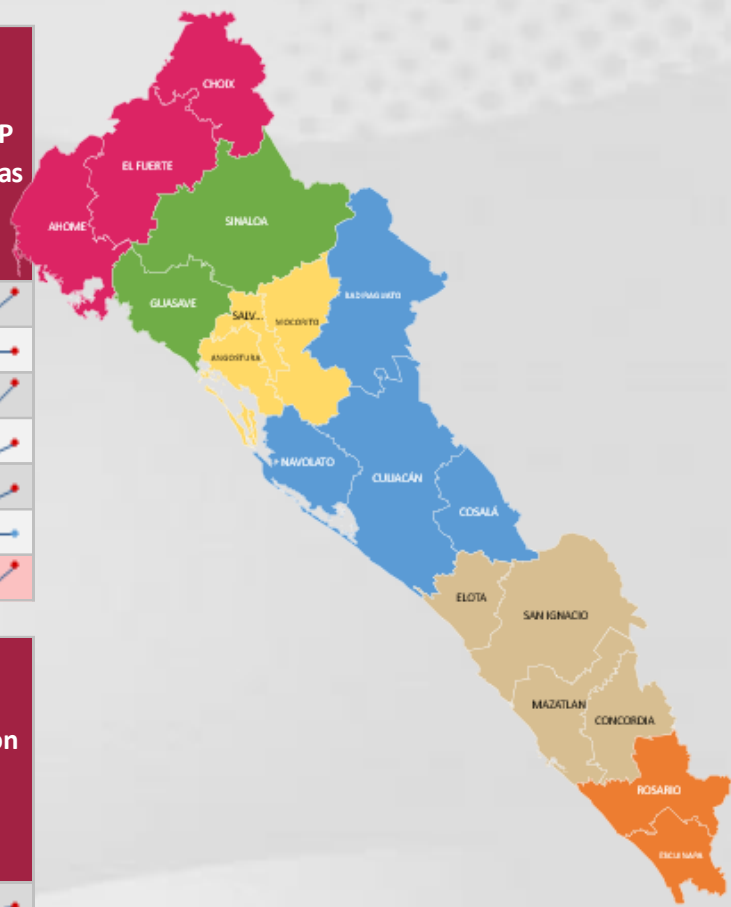 P
as
on
CHOIX
EL FUERTE
AHOME
SINALOA
GUASAVE
SALV...
MOCORITO
BADIRAGUATO
ANGOSTURA
NAVOLATO
CULIACÁN
COSALÁ
ELOTA
SAN IGNACIO
MAZATLAN
CONCORDIA
ROSARIO
ESCUINAPA